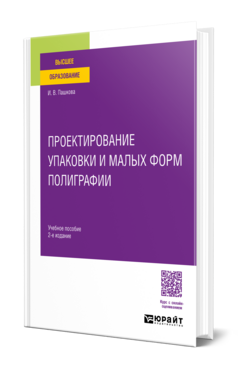 ВЫСШЕЕ
ОБРАЗОВАНИЕ
И. В. Пашкова
ПРОЕКТИРОВАНИЕ
УПАКОВКИ И МАЛЫХ ФОРМ
ПОЛИГРАФИИ
Учебное пособие
2-е издание
юрайт